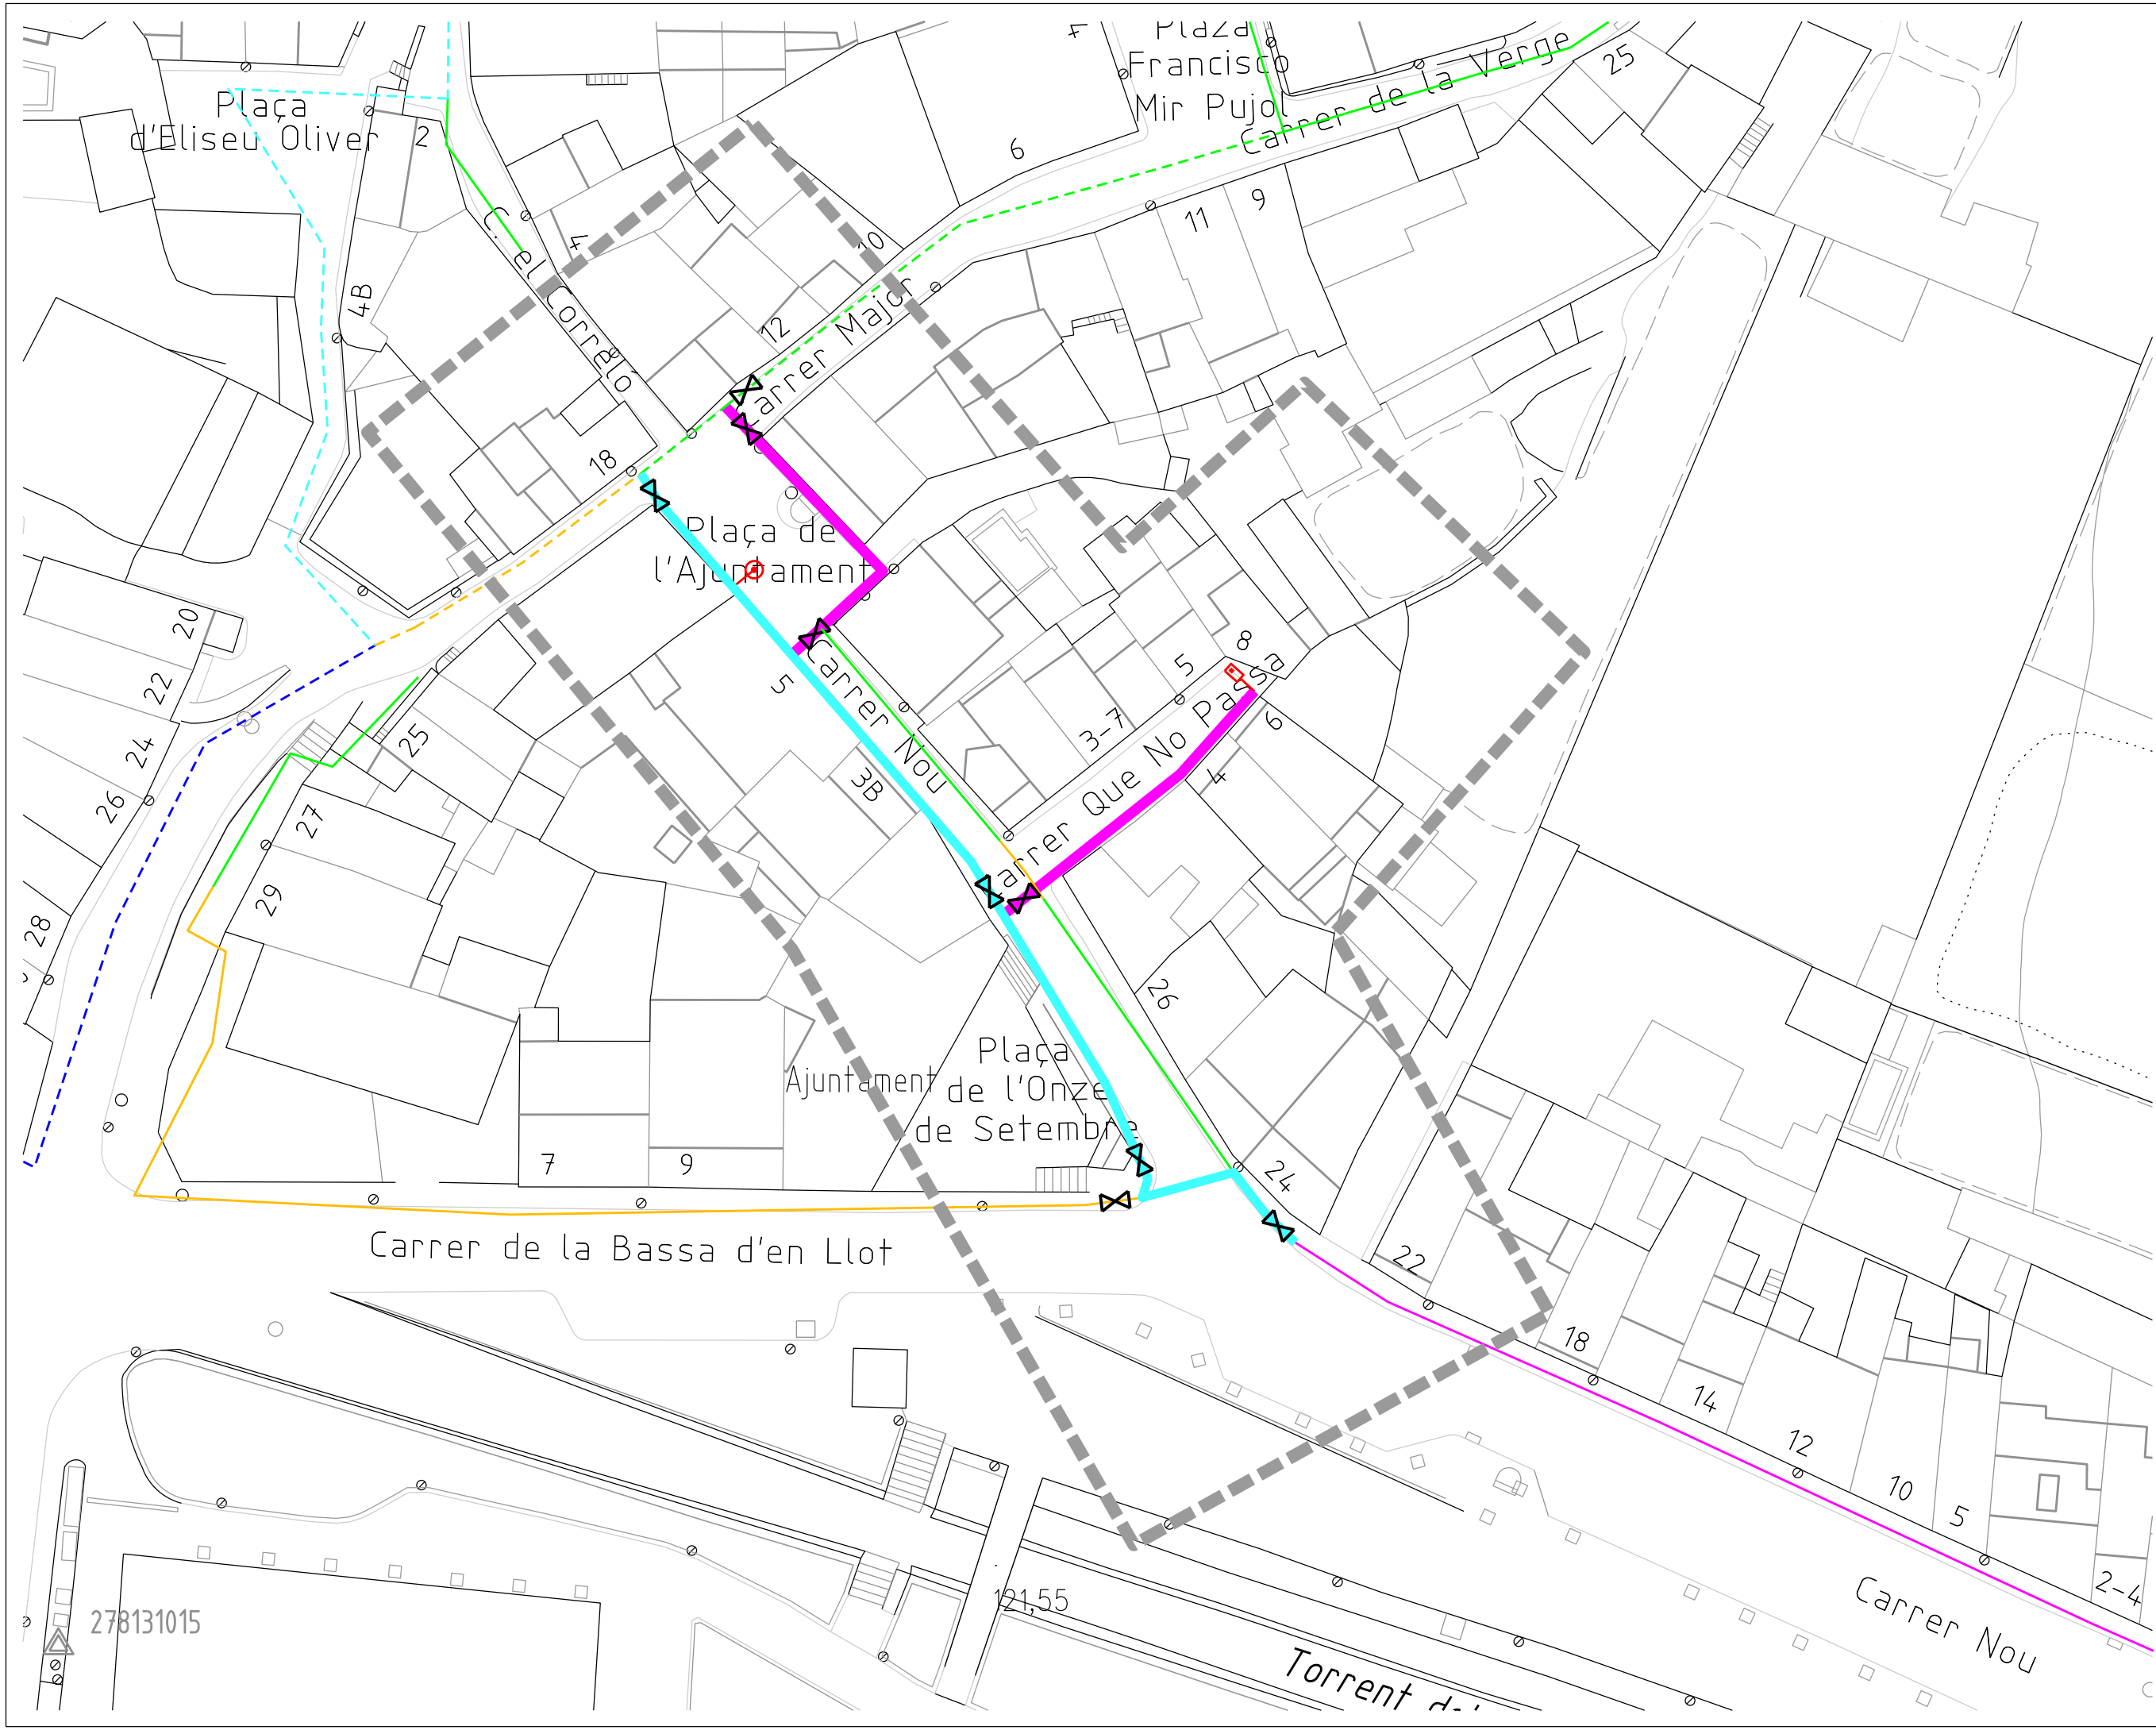 Plaza
Francisco
Mir Pujol
Carrer de la Verge
25
Plaça
d'Eliseu Oliver
2
6
11
9
C. el Correlo
4
10
4B
12
Carrer Major
18
Plaça de
l'Ajuntament
20
22
24
26
28
25
27
29
5
Carrer Nou
3B
3-7
5
8
6
4
Carrer Que No Passa
26
Plaça
de l'Onze
de Setembre
Ajuntament
7
9
24
22
18
14
12
10
5
2-4
Carrer de la Bassa d'en Llot
Carrer Nou
278131015
121,55
Torrent